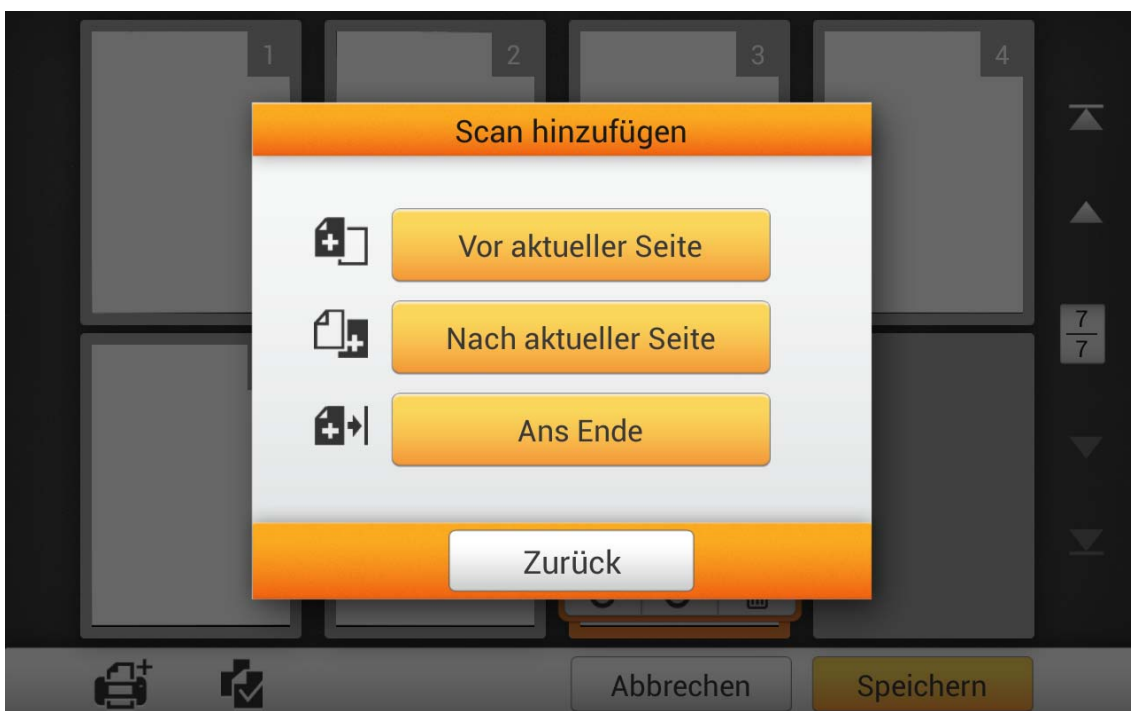 1
2
3
4
Scan hinzufügen
Vor aktueller Seite
Nach aktueller Seite
Ans Ende
Zurück
7
7
Abbrechen
Speichern